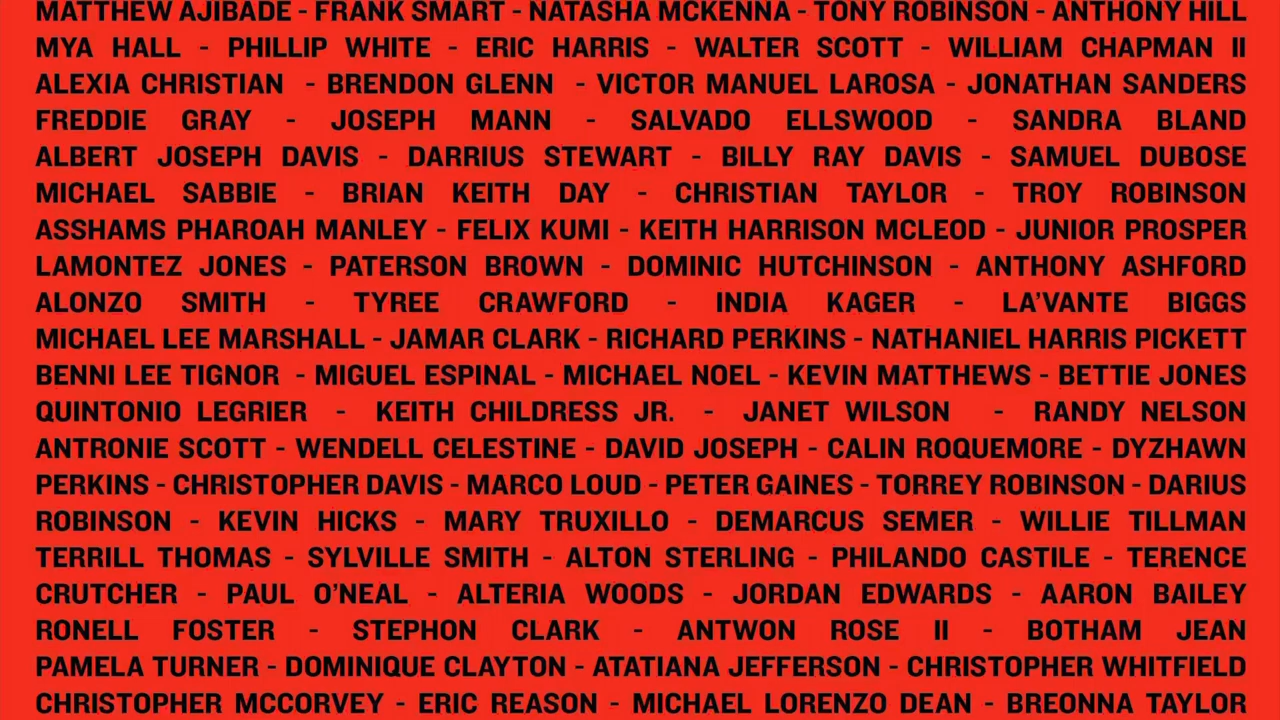 MATTHEW AJIBADE - FRANK SMART - NATASHA MCKENNA - TONY ROBINSON - ANTHONY HILL
MYA HALL - PHILLIP WHITE - ERIC HARRIS - WALTER SCOTT - WILLIAM CHAPMAN II
ALEXIA CHRISTIAN - BRENDON GLENN - VICTOR MANUEL LAROSA - JONATHAN SANDERS
FREDDIE GRAY - JOSEPH MANN - SALVADO ELLSWOOD - SANDRA BLAND
ALBERT JOSEPH DAVIS - DARRIUS STEWART - BILLY RAY DAVIS - SAMUEL DUBOSE
MICHAEL SABBIE - BRIAN KEITH DAY - CHRISTIAN TAYLOR - TROY ROBINSON
ASSHAMS PHAROAH MANLEY - FELIX KUMI - KEITH HARRISON MCLEOD - JUNIOR PROSPER
LAMONTEZ JONES - PATERSON BROWN - DOMINIC HUTCHINSON - ANTHONY ASHFORD
ALONZO SMITH - TYREE CRAWFORD - INDIA KAGER - LA’VANTE BIGGS
MICHAEL LEE MARSHALL - JAMAR CLARK - RICHARD PERKINS - NATHANIEL HARRIS PICKETT
BENNI LEE TIGNOR - MIGUEL ESPINAL - MICHAEL NOEL - KEVIN MATTHEWS - BETTIE JONES
QUINTONIO LEGRIER - KEITH CHILDRESS JR. - JANET WILSON - RANDY NELSON
ANTRONIE SCOTT - WENDELL CELESTINE - DAVID JOSEPH - CALIN ROQUEMORE - DYZHAWN
PERKINS - CHRISTOPHER DAVIS - MARCO LOUD - PETER GAINES - TORREY ROBINSON - DARIUS
ROBINSON - KEVIN HICKS - MARY TRUXILLO - DEMARCUS SEMER - WILLIE TILLMAN
TERRILL THOMAS - SYLVILLE SMITH - ALTON STERLING - PHILANDO CASTILE - TERENCE
CRUTCHER - PAUL O’NEAL - ALTERIA WOODS - JORDAN EDWARDS - AARON BAILEY
RONELL FOSTER - STEPHON CLARK - ANTWON ROSE II - BOTHAM JEAN
PAMELA TURNER - DOMINIQUE CLAYTON - ATATIANA JEFFERSON - CHRISTOPHER WHITFIELD
CHRISTOPHER MCCORVEY - ERIC REASON - MICHAEL LORENZO DEAN - BREONNA TAYLOR